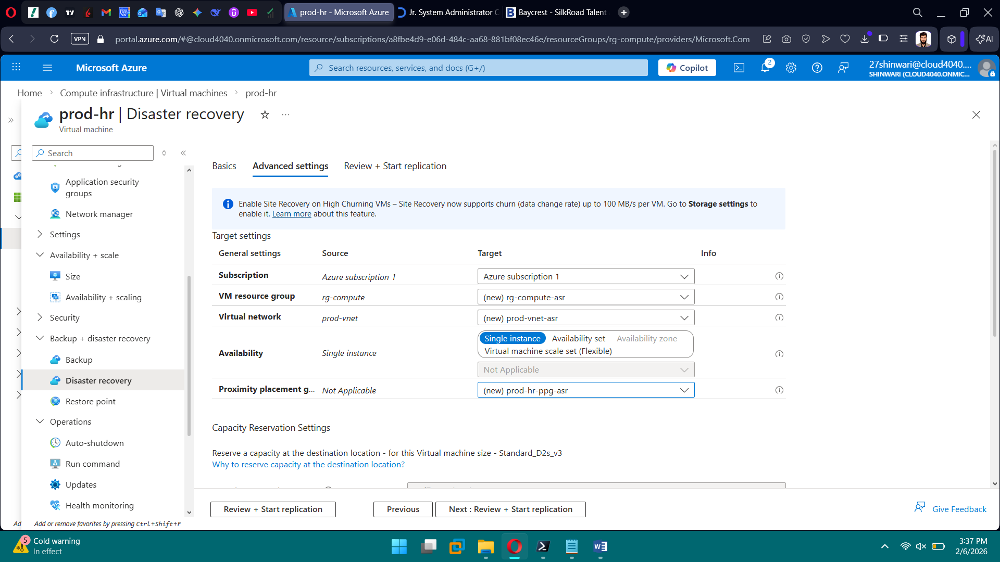 prod-hr - Microsoft Azure
Jr. System Administrator
Baycrest - SilkRoad Talent
VPN
portal.azure.com/#@cloud4040.onmicrosoft.com/resource/subscriptions/a8fbe4d9-e06d-484c-aa68-881bf08ec46e/resourceGroups/rg-compute/providers/Microsoft.Com
AI
Microsoft Azure
Search resources, services, and docs (G+/)
Copilot
2
27shinwari@cloud4040....
SHINWARI (CLOUD4040.ONMIC...
Home
Compute infrastructure | Virtual machines
prod-hr
prod-hr | Disaster recovery
Virtual machine
Search
Application security
groups
Network manager
Settings
Availability + scale
Size
Availability + scaling
Security
Backup + disaster recovery
Backup
Disaster recovery
Restore point
Operations
Auto-shutdown
Run command
Updates
Health monitoring
Ad
Add or remove favorites by pressing Ctrl+Shift+F
Basics
Advanced settings
Review + Start replication
Enable Site Recovery on High Churning VMs – Site Recovery now supports churn (data change rate) up to 100 MB/s per VM. Go to Storage settings to
enable it. Learn more about this feature.
Target settings
General settings Source Target Info
Subscription Azure subscription 1 Azure subscription 1
VM resource group rg-compute (new) rg-compute-asr
Virtual network prod-vnet (new) prod-vnet-asr
Single instance Availability set Availability zone
Virtual machine scale set (Flexible)
Availability Single instance
Not Applicable
Proximity placement g... Not Applicable (new) prod-hr-ppg-asr
Capacity Reservation Settings
Reserve a capacity at the destination location - for this Virtual machine size - Standard_D2s_v3
Why to reserve capacity at the destination location?
Review + Start replication
Previous
Next : Review + Start replication
Give Feedback
5
Cold warning
In effect
3:37 PM
2/6/2026